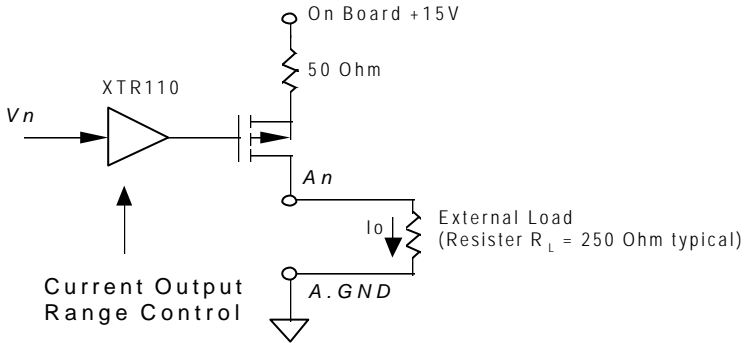 On Board +15V
50 Ohm
XTR110
Vn
An
Io
External Load
(Resister R L = 250 Ohm typical)
A.GND
Current Output
Range Control